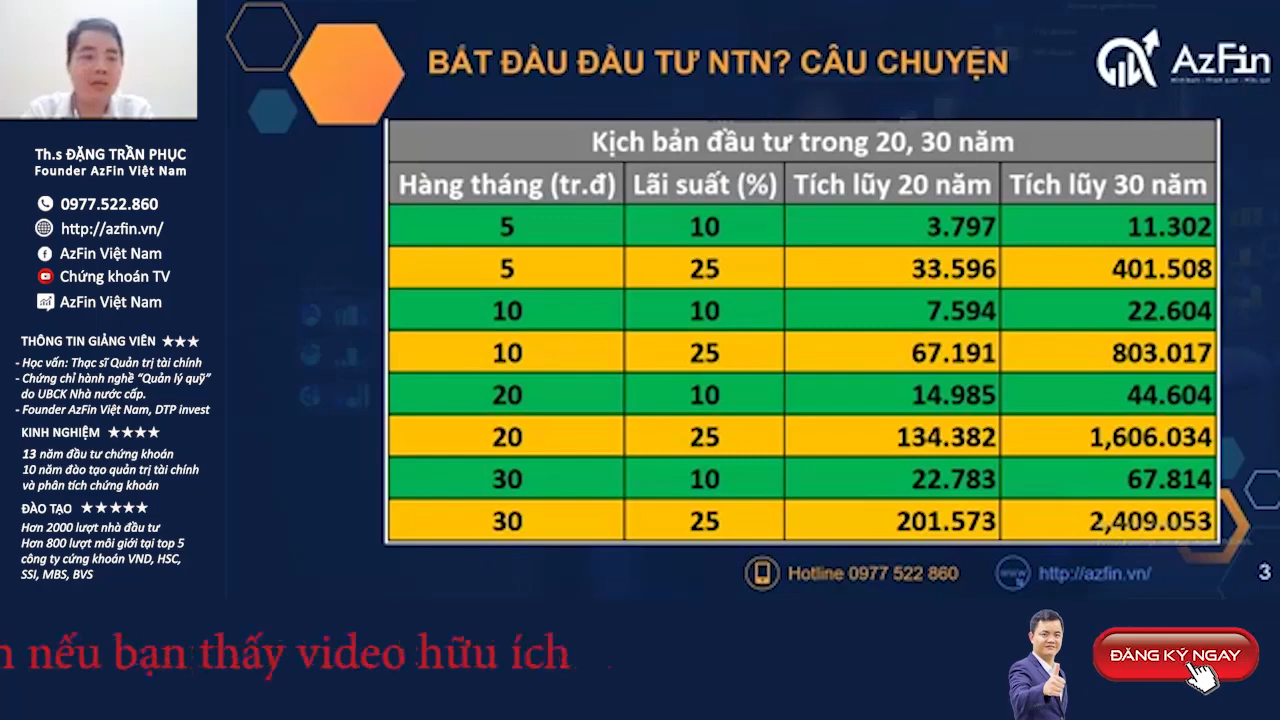 BẮT ĐẦU ĐẦU TƯ NTN? CÂU CHUYỆN
AzFin
Th.s ĐẶNG TRẦN PHỤC
Founder AzFin Việt Nam
0977.522.860
http://azfin.vn/
AzFin Việt Nam
Chứng khoán TV
AzFin Việt Nam
THÔNG TIN GIẢNG VIÊN ★★★
- Học vấn: Thạc sĩ Quản trị tài chính
- Chứng chỉ hành nghề "Quản lý quỹ"
do UBCK Nhà nước cấp.
- Founder AzFin Việt Nam, DTP invest
KINH NGHIỆM ★★★★
13 năm đầu tư chứng khoán
10 năm đào tạo quản trị tài chính
và phân tích chứng khoán
ĐÀO TẠO ★★★★★
Hơn 2000 lượt nhà đầu tư
Hơn 800 lượt môi giới tại top 5
công ty cứng khoán VND, HSC,
SSI, MBS, BVS
Kịch bản đầu tư trong 20, 30 năm
Hàng tháng (tr.đ) Lãi suất (%) Tích lũy 20 năm Tích lũy 30 năm
5 10 3.797 11.302
5 25 33.596 401.508
10 10 7.594 22.604
10 25 67.191 803.017
20 10 14.985 44.604
20 25 134.382 1,606.034
30 10 22.783 67.814
30 25 201.573 2,409.053
Hotline 0977 522 860 http://azfin.vn/ 3
nếu bạn thấy video hữu ích
ĐĂNG KÝ NGAY